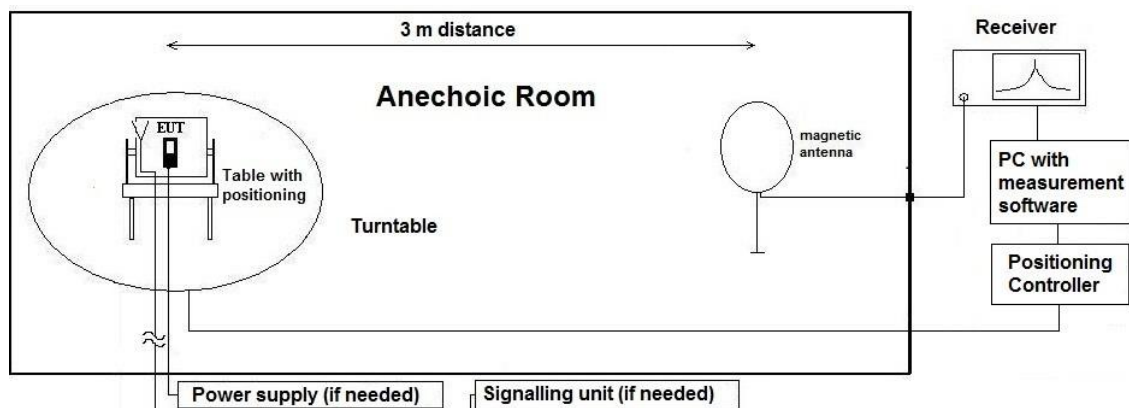 3 m distance
Receiver
Anechoic Room
EUT
magnetic
antenna
Table with
positioning
PC with
measurement
software
Turntable
Positioning
Controller
Power supply (if needed)
Signalling unit (if needed)